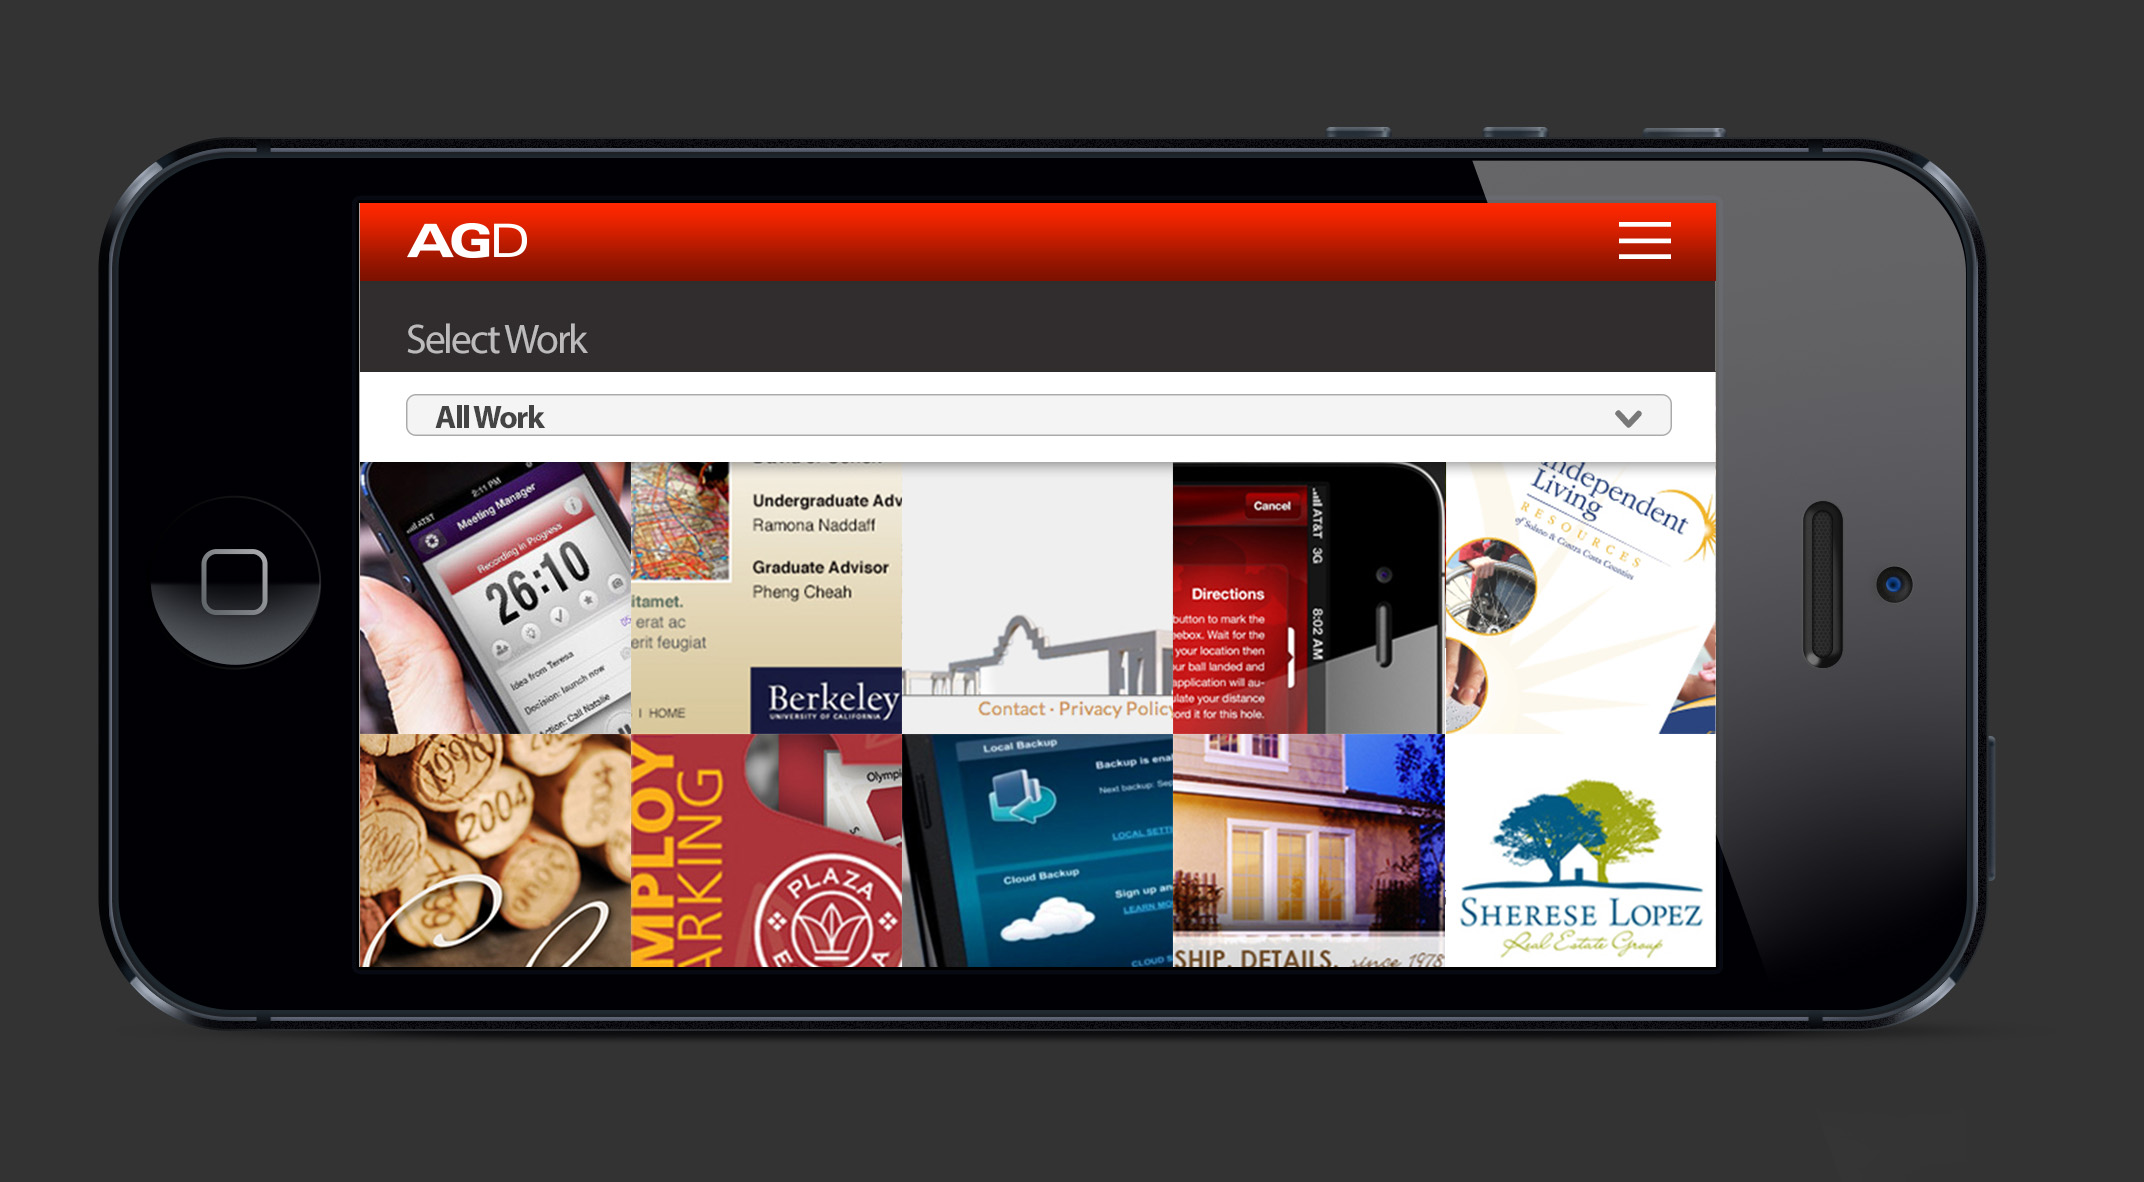 AGD
Select Work
All Work
2:11 PM
AT&T
Meeting Manager
Recording in Progress
26:10
Idea from Teresa
Decision: launch now
Action: Call Natalie
Undergraduate Adv
Ramona Naddaff
Graduate Advisor
Pheng Cheah
itamet.
erat ac
erit feugiat
HOME
Berkeley
UNIVERSITY OF CALIFORNIA
Contact · Privacy Policy
Cancel
AT&T 3G
8:02 AM
Directions
button to mark the
ebox. Wait for the
your location then
ur ball landed and
application will au-
late your distance
ord it for this hole.
Independent
Living
RESOURCES
of Solano & Contra Costa Counties
1998
2004
MPLOY
ARKING
Olympi
PLAZA
Local Backup
Backup is ena
Next backup: Sep
LOCAL SETTI
Cloud Backup
Sign up an
LEARN MO
CLOUD S
SHIP. DETAILS. since 1978
SHERESE LOPEZ
Real Estate Group